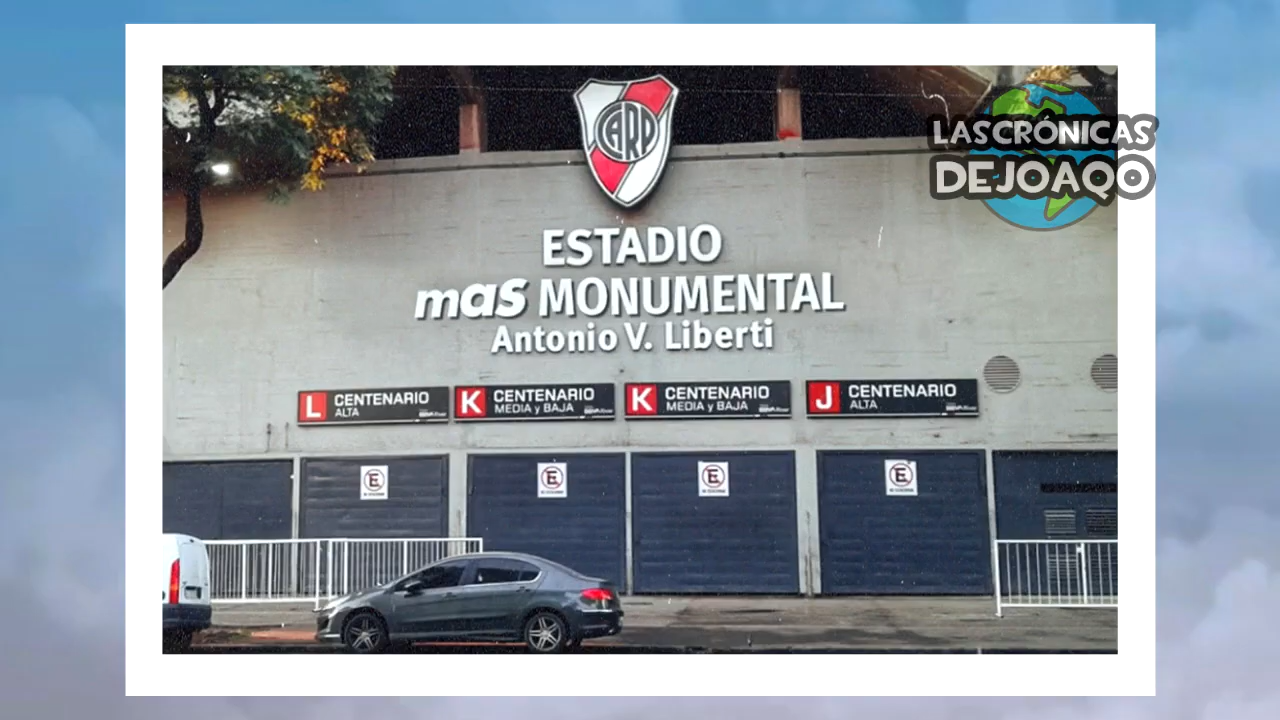 CARP
LASCRÓNICAS
DEJOAQO
ESTADIO
mas MONUMENTAL
Antonio V. Liberti
L CENTENARIO
ALTA
K CENTENARIO
MEDIA y BAJA
K CENTENARIO
MEDIA y BAJA
J CENTENARIO
ALTA
E
E
E
E